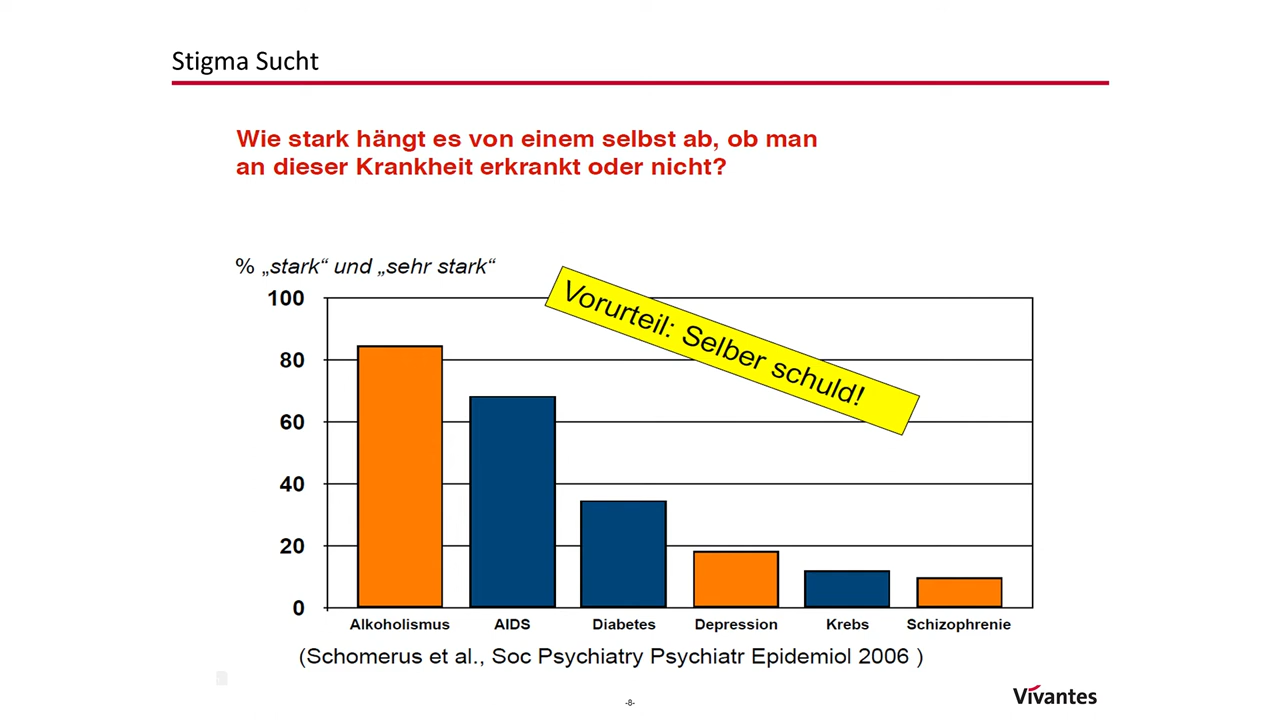 Stigma Sucht
Wie stark hängt es von einem selbst ab, ob man
an dieser Krankheit erkrankt oder nicht?
% „stark“ und „sehr stark“
Vorurteil: Selber schuld!
100
80
60
40
20
0
Alkoholismus AIDS Diabetes Depression Krebs Schizophrenie
(Schomerus et al., Soc Psychiatry Psychiatr Epidemiol 2006 )
-8-
Vivantes